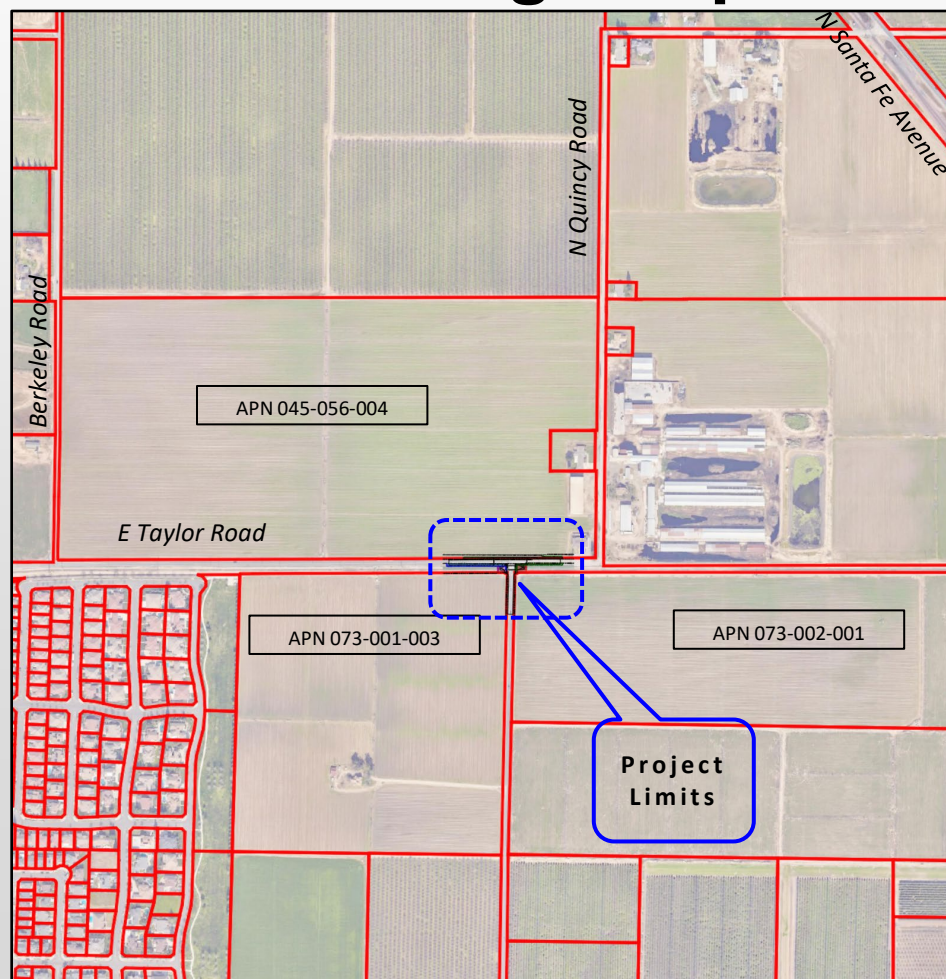 N Santa Fe Avenue
N Quincy Road
Berkeley Road
APN 045-056-004
E Taylor Road
APN 073-001-003
APN 073-002-001
Project
Limits